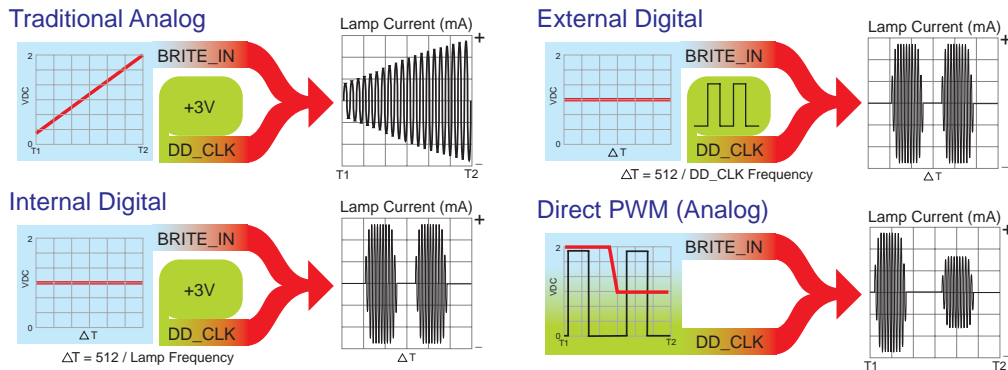 Traditional Analog
2
VDC
0
T1
T2
BRITE_IN
+3V
DD_CLK
Lamp Current (mA)
+
–
T1
T2
External Digital
2
VDC
0
ΔT
BRITE_IN
DD_CLK
ΔT = 512 / DD_CLK Frequency
Lamp Current (mA)
+
–
ΔT
Internal Digital
2
VDC
0
ΔT
BRITE_IN
+3V
DD_CLK
ΔT = 512 / Lamp Frequency
Lamp Current (mA)
+
–
ΔT
Direct PWM (Analog)
2
VDC
0
T1
T2
BRITE_IN
DD_CLK
Lamp Current (mA)
+
–
T1
T2